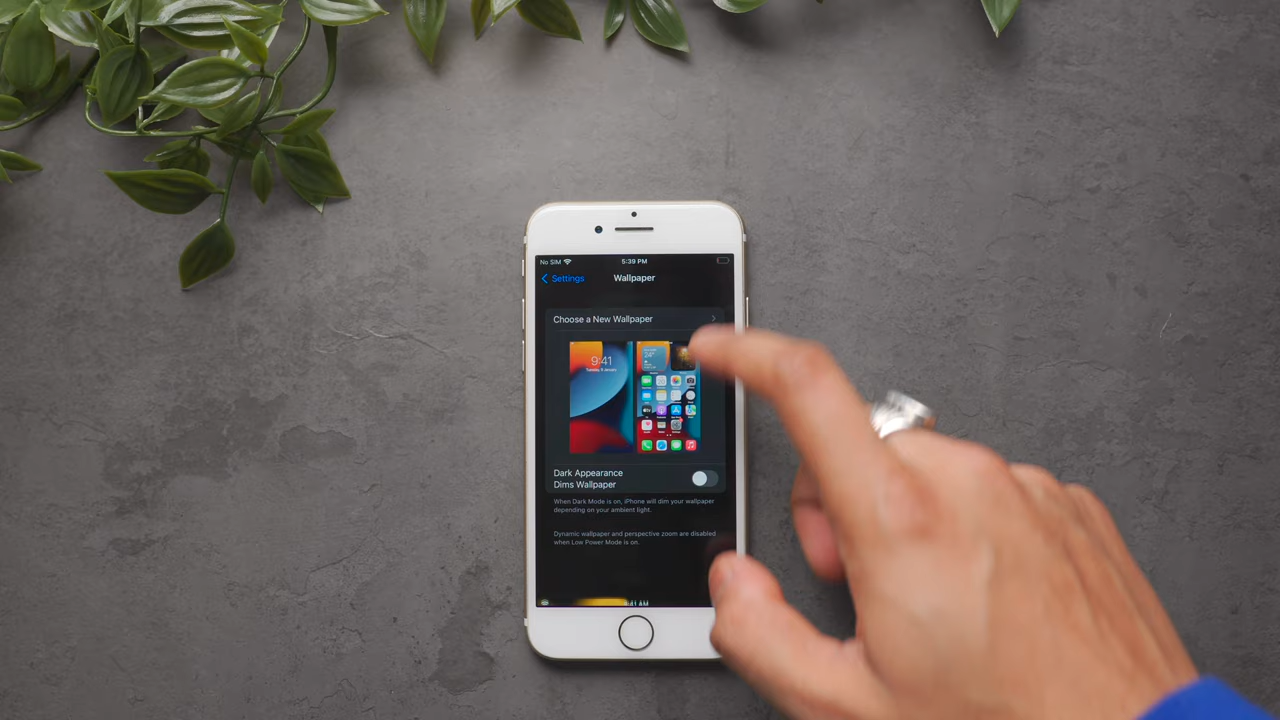 No SIM 5:39 PM
Settings Wallpaper
Choose a New Wallpaper
9:41
Dark Appearance
Dims Wallpaper
When Dark Mode is on, iPhone will dim your wallpaper
depending on your ambient light.
Dynamic wallpaper and perspective zoom are disabled
when Low Power Mode is on.